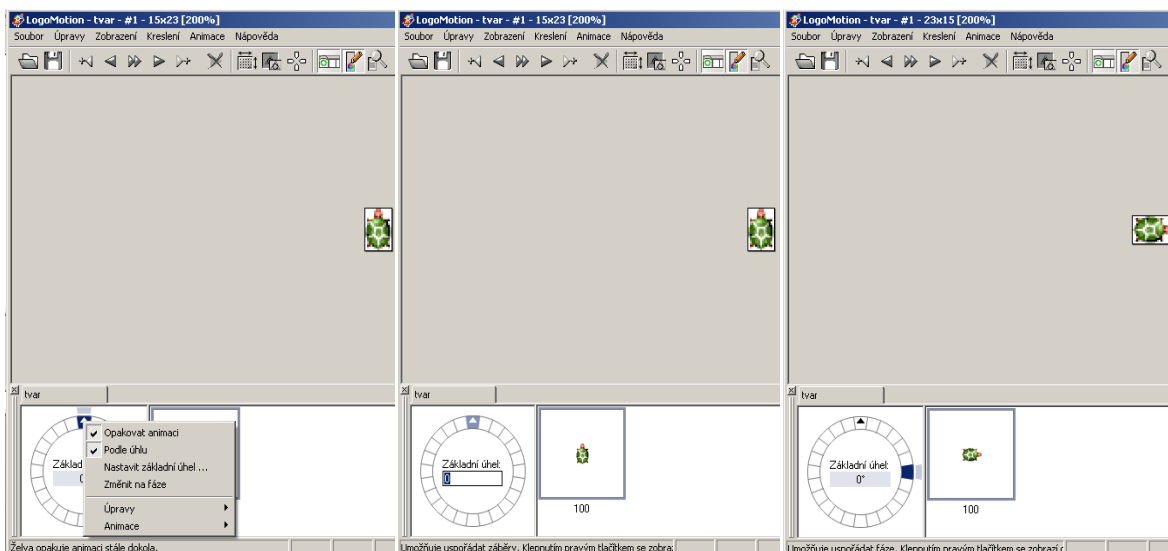 LogoMotion - tvar - #1 - 15x23 [200%]
Soubor Úpravy Zobrazení Kreslení Animace Nápověda
tvar
Základ
0
Opakovat animaci
Podle úhlu
Nastavit základní úhel ...
Změnit na fáze
Úpravy
Animace
Želva opakuje animaci stále dokola.
LogoMotion - tvar - #1 - 15x23 [200%]
Soubor Úpravy Zobrazení Kreslení Animace Nápověda
tvar
Základní úhel:
0
100
Umožňuje uspořádat záběry. Klepnutím pravým tlačítkem se zobra
LogoMotion - tvar - #1 - 23x15 [200%]
Soubor Úpravy Zobrazení Kreslení Animace Nápověda
tvar
Základní úhel:
0°
100
Umožňuje uspořádat fáze. Klepnutím pravým tlačítkem se zobrazí